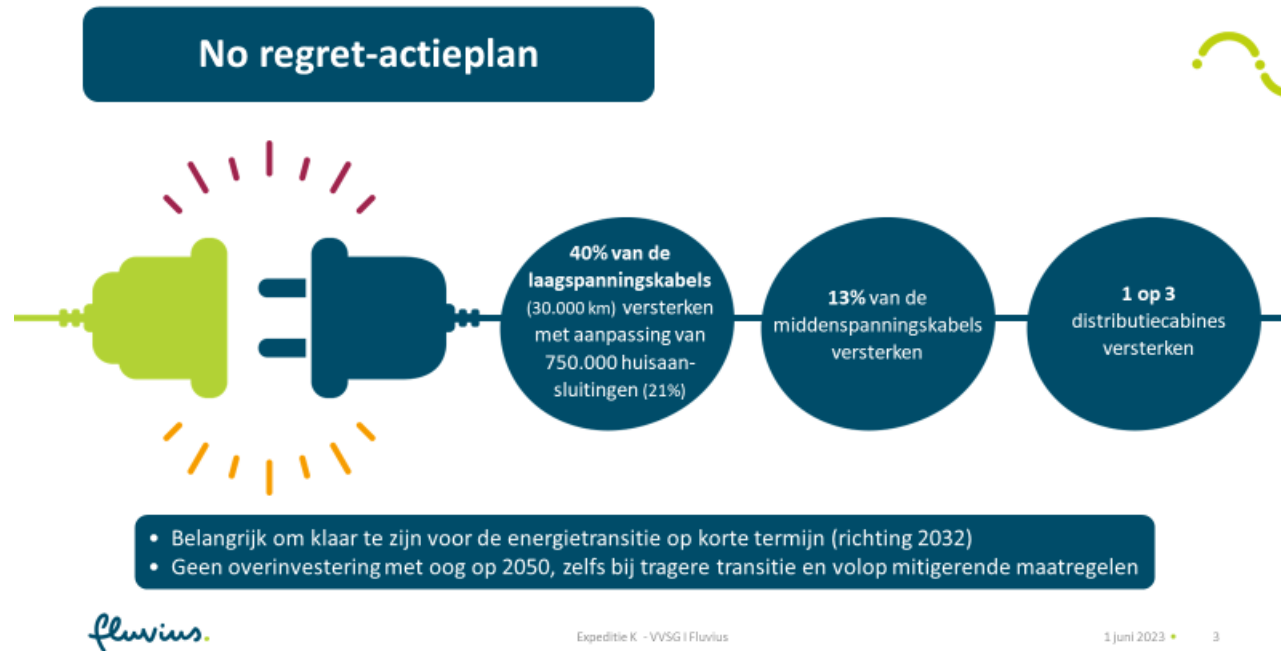 No regret-actieplan
40% van de
laagspanningskabels
(30.000 km) versterken
met aanpassing van
750.000 huisaan-
sluitingen (21%)
13% van de
middenspanningskabels
versterken
1 op 3
distributiecabines
versterken
• Belangrijk om klaar te zijn voor de energietransitie op korte termijn (richting 2032)
• Geen overinvestering met oog op 2050, zelfs bij tragere transitie en volop mitigerende maatregelen
fluvius.
Expeditie K - VVSG I Fluvius
1 juni 2023 • 3